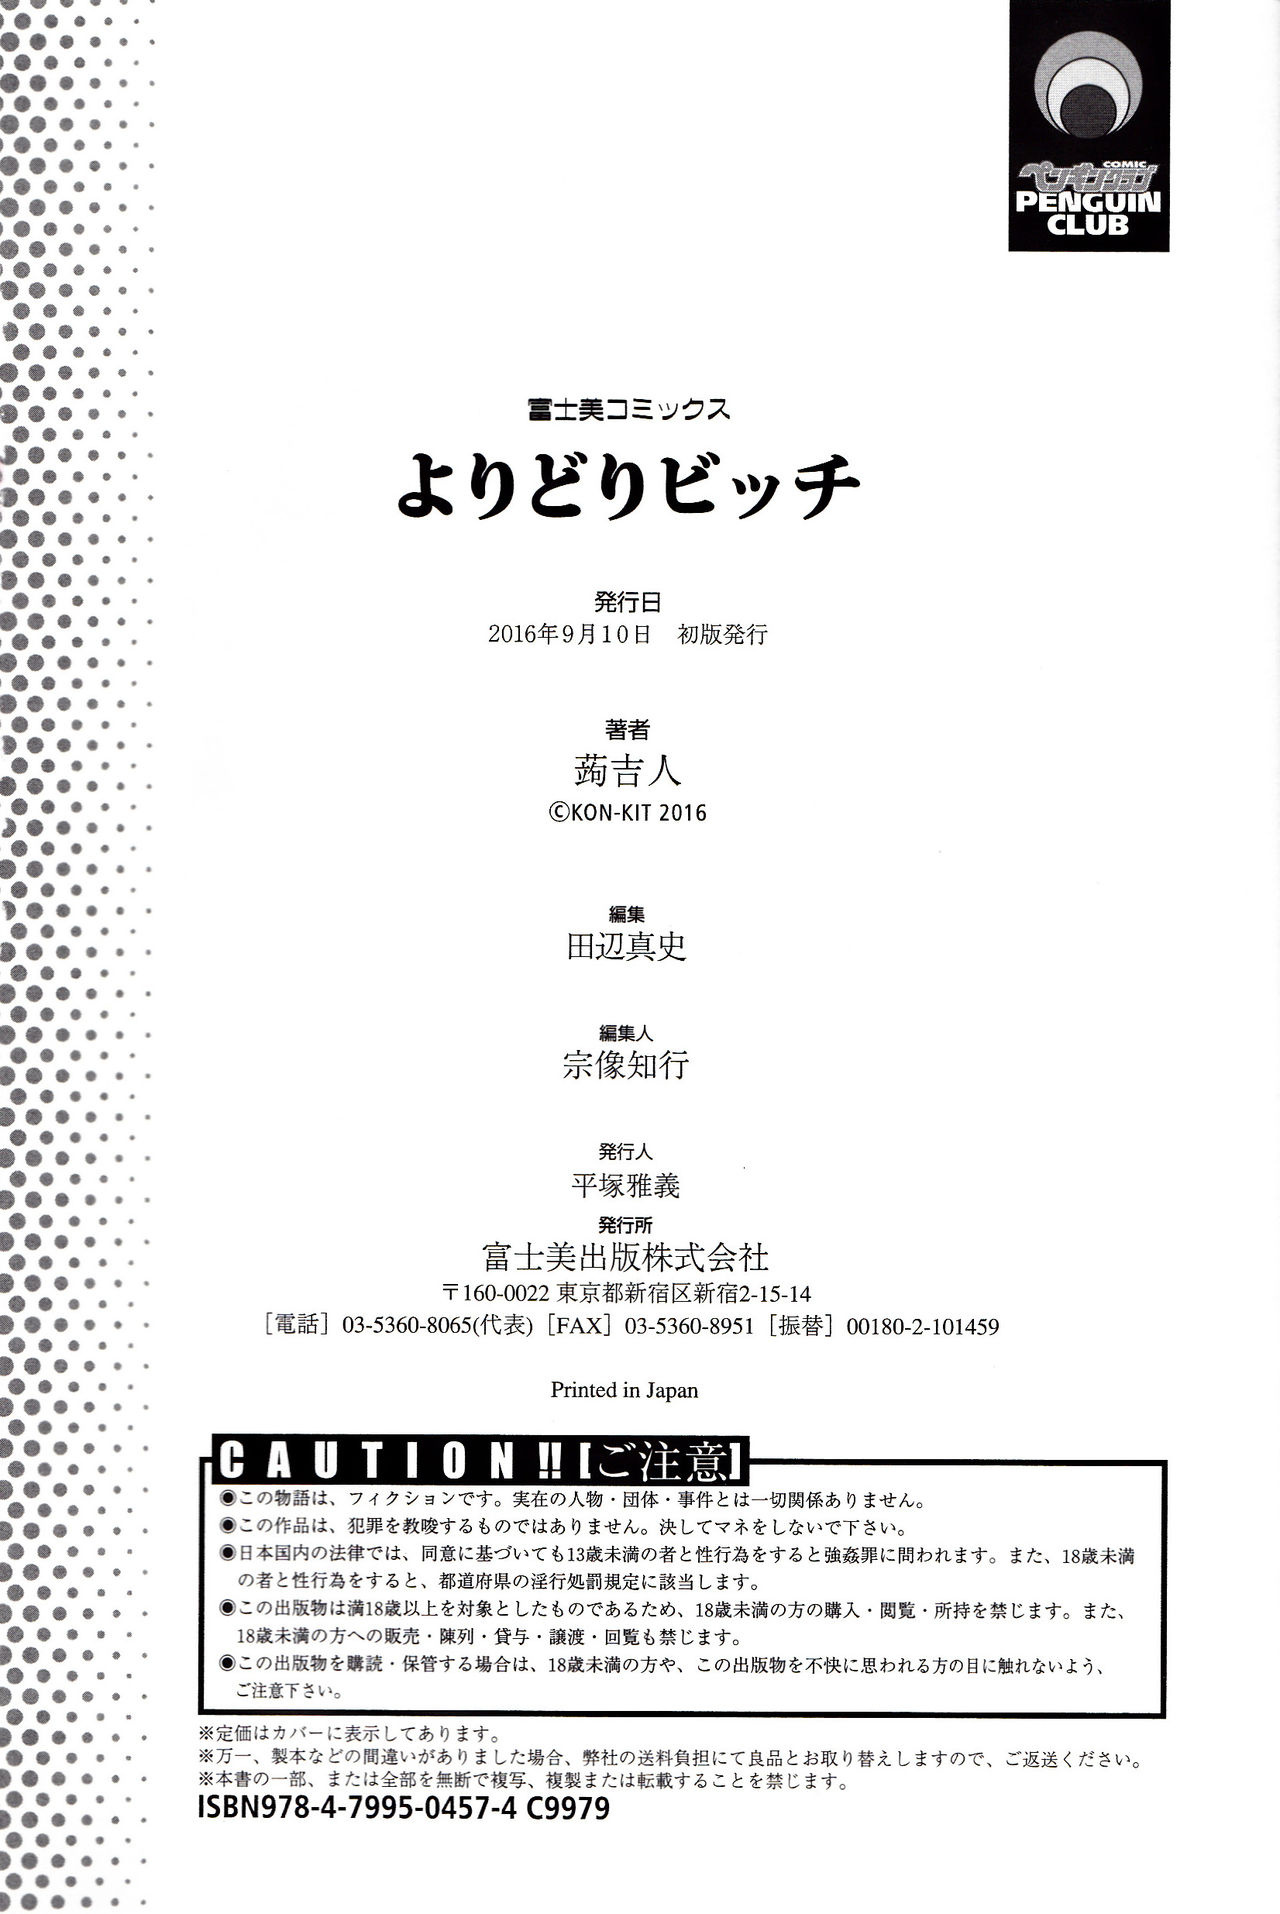 COMIC
ペンギンクラブ
PENGUIN
CLUB
富士美コミックス
よりどりビッチ
発行日
2016年9月10日 初版発行
著者
蒟吉人
©KON-KIT 2016
編集
田辺真史
編集人
宗像知行
発行人
平塚雅義
発行所
富士美出版株式会社
〒160-0022 東京都新宿区新宿2-15-14
［電話］03-5360-8065(代表)［FAX］03-5360-8951［振替］00180-2-101459
Printed in Japan
CAUTION!![ご注意]
◉この物語は、フィクションです。実在の人物・団体・事件とは一切関係ありません。
◉この作品は、犯罪を教唆するものではありません。決してマネをしないで下さい。
◉日本国内の法律では、同意に基づいても13歳未満の者と性行為をすると強姦罪に問われます。また、18歳未満
の者と性行為をすると、都道府県の淫行処罰規定に該当します。
◉この出版物は満18歳以上を対象としたものであるため、18歳未満の方の購入・閲覧・所持を禁じます。また、
18歳未満の方への販売・陳列・貸与・譲渡・回覧も禁じます。
◉この出版物を購読・保管する場合は、18歳未満の方や、この出版物を不快に思われる方の目に触れないよう、
ご注意下さい。
※定価はカバーに表示してあります。
※万一、製本などの間違いがありました場合、弊社の送料負担にて良品とお取り替えしますので、ご返送ください。
※本書の一部、または全部を無断で複写、複製または転載することを禁じます。
ISBN978-4-7995-0457-4 C9979